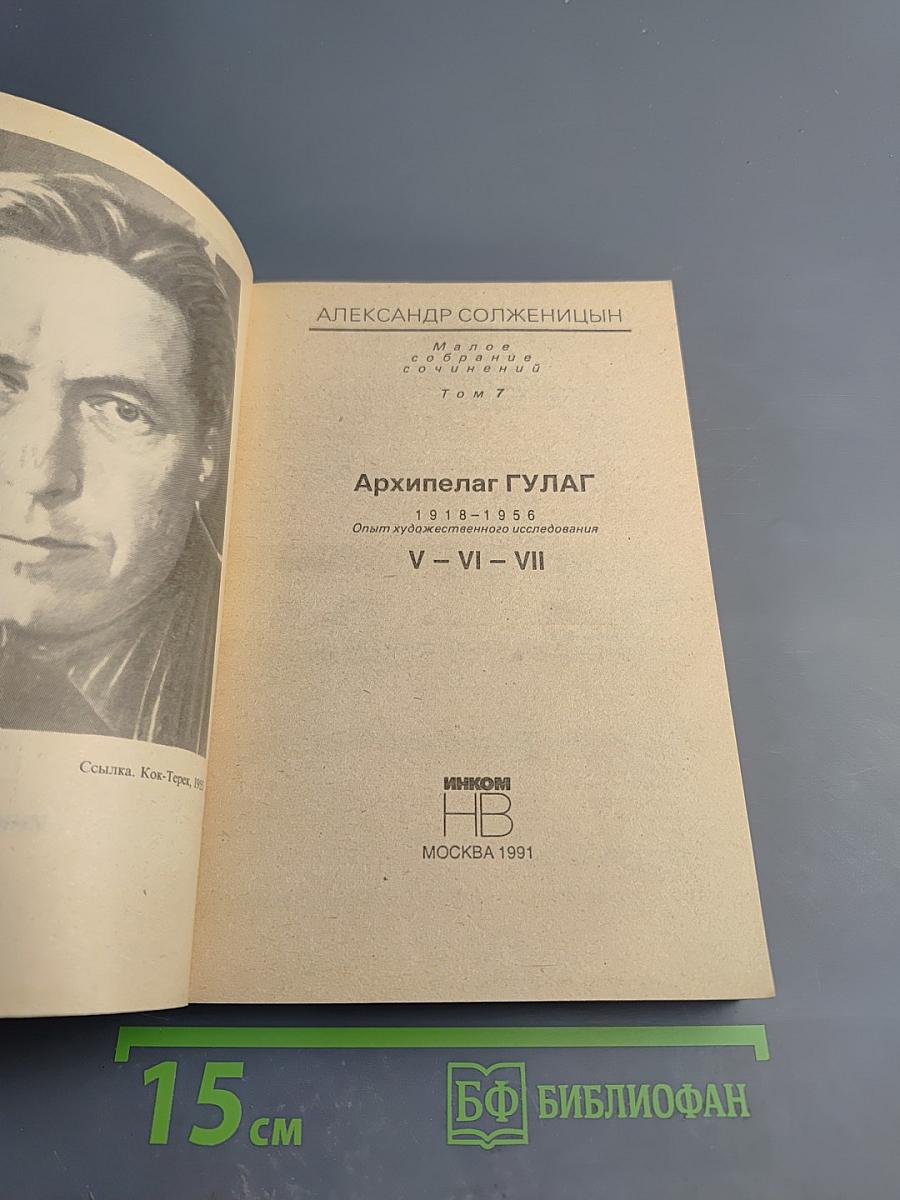 АЛЕКСАНДР СОЛЖЕНИЦЫН
Малое
собрание
сочинений
Том 7
Архипелаг ГУЛАГ
1918–1956
Опыт художественного исследования
V – VI – VII
Ссылка. Кок-Терек,
ИНКОМ
НВ
МОСКВА 1991
15 см
БФ БИБЛИОФАН